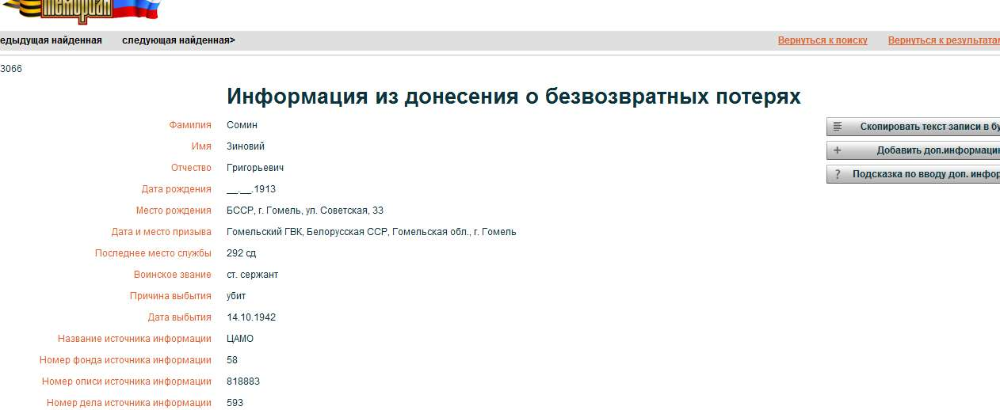 Мемориал
едыдущая найденная следующая найденная> Вернуться к поиску Вернуться к результатам
3066
Информация из донесения о безвозвратных потерях
Фамилия Сомин
Скопировать текст записи в бу
Имя Зиновий
Добавить доп.информаци
Отчество Григорьевич
Подсказка по вводу доп. инфор
Дата рождения __.__.1913
Место рождения БССР, г. Гомель, ул. Советская, 33
Дата и место призыва Гомельский ГВК, Белорусская ССР, Гомельская обл., г. Гомель
Последнее место службы 292 сд
Воинское звание ст. сержант
Причина выбытия убит
Дата выбытия 14.10.1942
Название источника информации ЦАМО
Номер фонда источника информации 58
Номер описи источника информации 818883
Номер дела источника информации 593